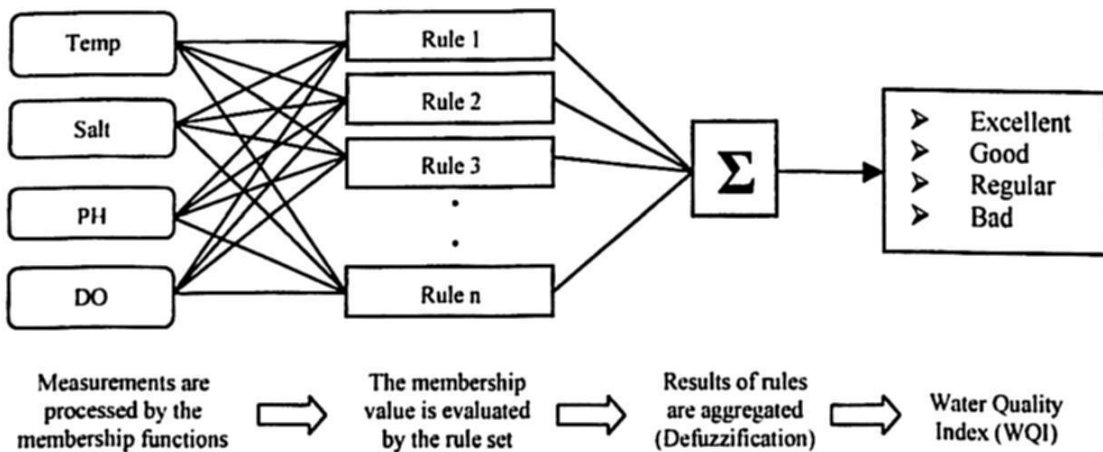 Temp
Salt
PH
DO
Rule 1
Rule 2
Rule 3
.
.
Rule n
Σ
➢ Excellent
➢ Good
➢ Regular
➢ Bad
Measurements are
processed by the
membership functions
The membership
value is evaluated
by the rule set
Results of rules
are aggregated
(Defuzzification)
Water Quality
Index (WQI)